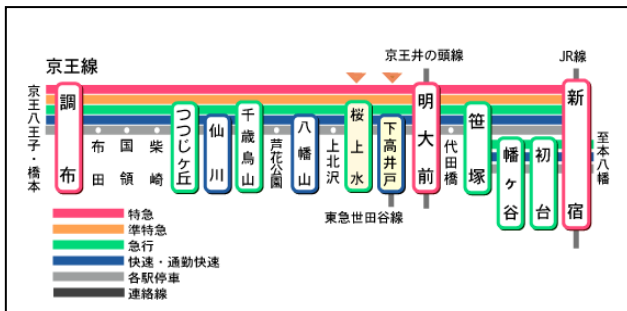 京王線
京王井の頭線
JR線
京王八王子・橋本
調布
布田
国領
柴崎
つつじヶ丘
仙川
千歳烏山
芦花公園
八幡山
上北沢
桜上水
下高井戸
明大前
代田橋
笹塚
幡ヶ谷
初台
新宿
至本八幡
東急世田谷線
特急
準特急
急行
快速・通勤快速
各駅停車
連絡線